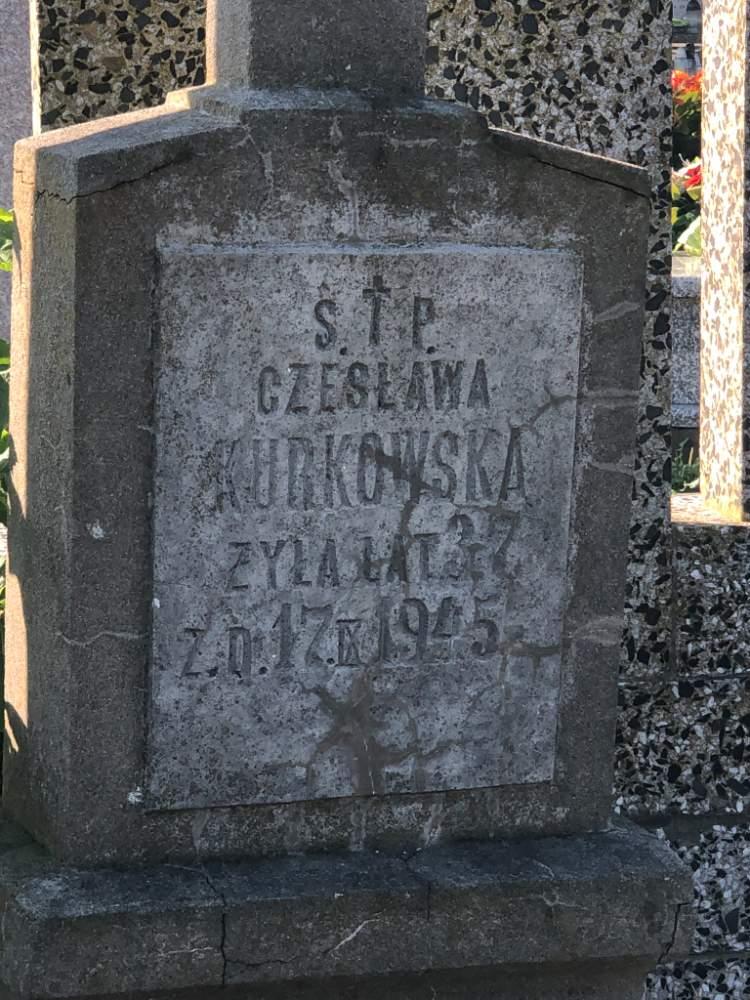 Ś. † P.
CZESŁAWA
KURKOWSKA
ŻYŁA LAT 37
Z. D. 17. IX 1945